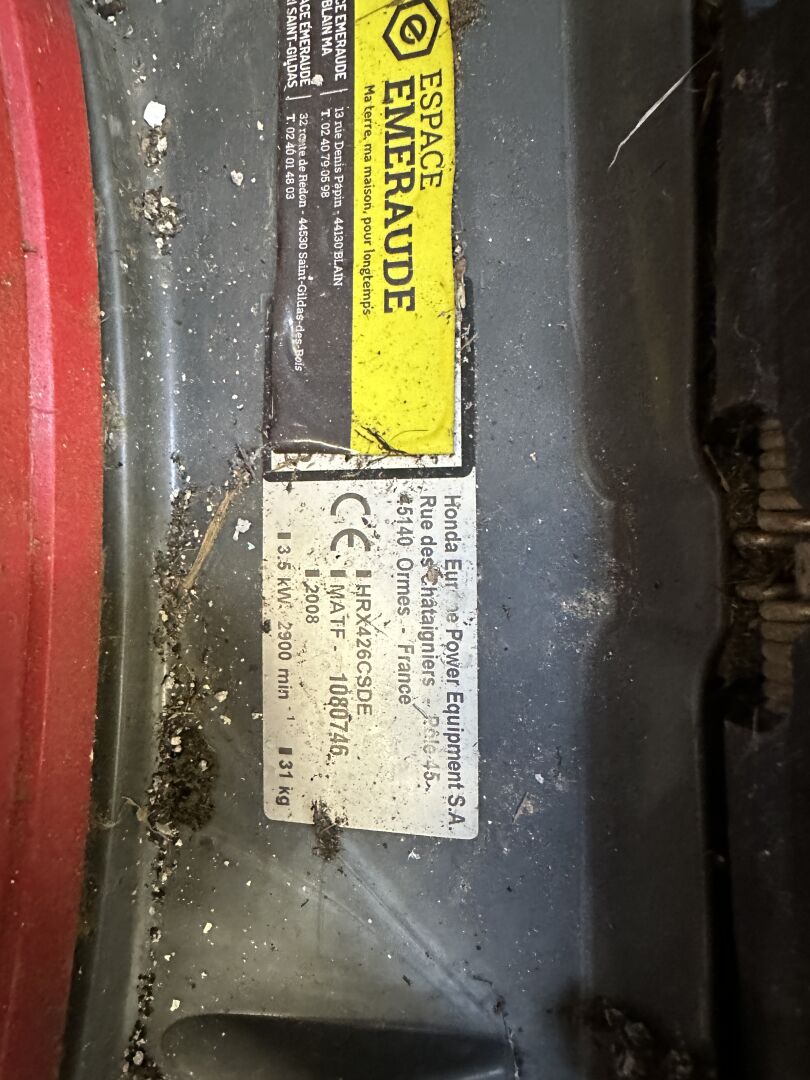 e
ESPACE
EMERAUDE
Ma terre, ma maison, pour longtemps
CE EMERAUDE | 13 rue Denis Papin - 44130 BLAIN
BLAIN MA T. 02 40 79 05 98
ACE EMERAUDE | 32 route de Redon - 44530 Saint-Gildas-des-Bois
SAINT-GILDAS T. 02 40 01 48 03
Honda Power Equipment S.A.
Rue des Châtaigniers - 45
45140 Ormes - France
CE HRX426CSDE
MATF - 1080746
2008
3.5 kW. 2900 min 1 31 kg